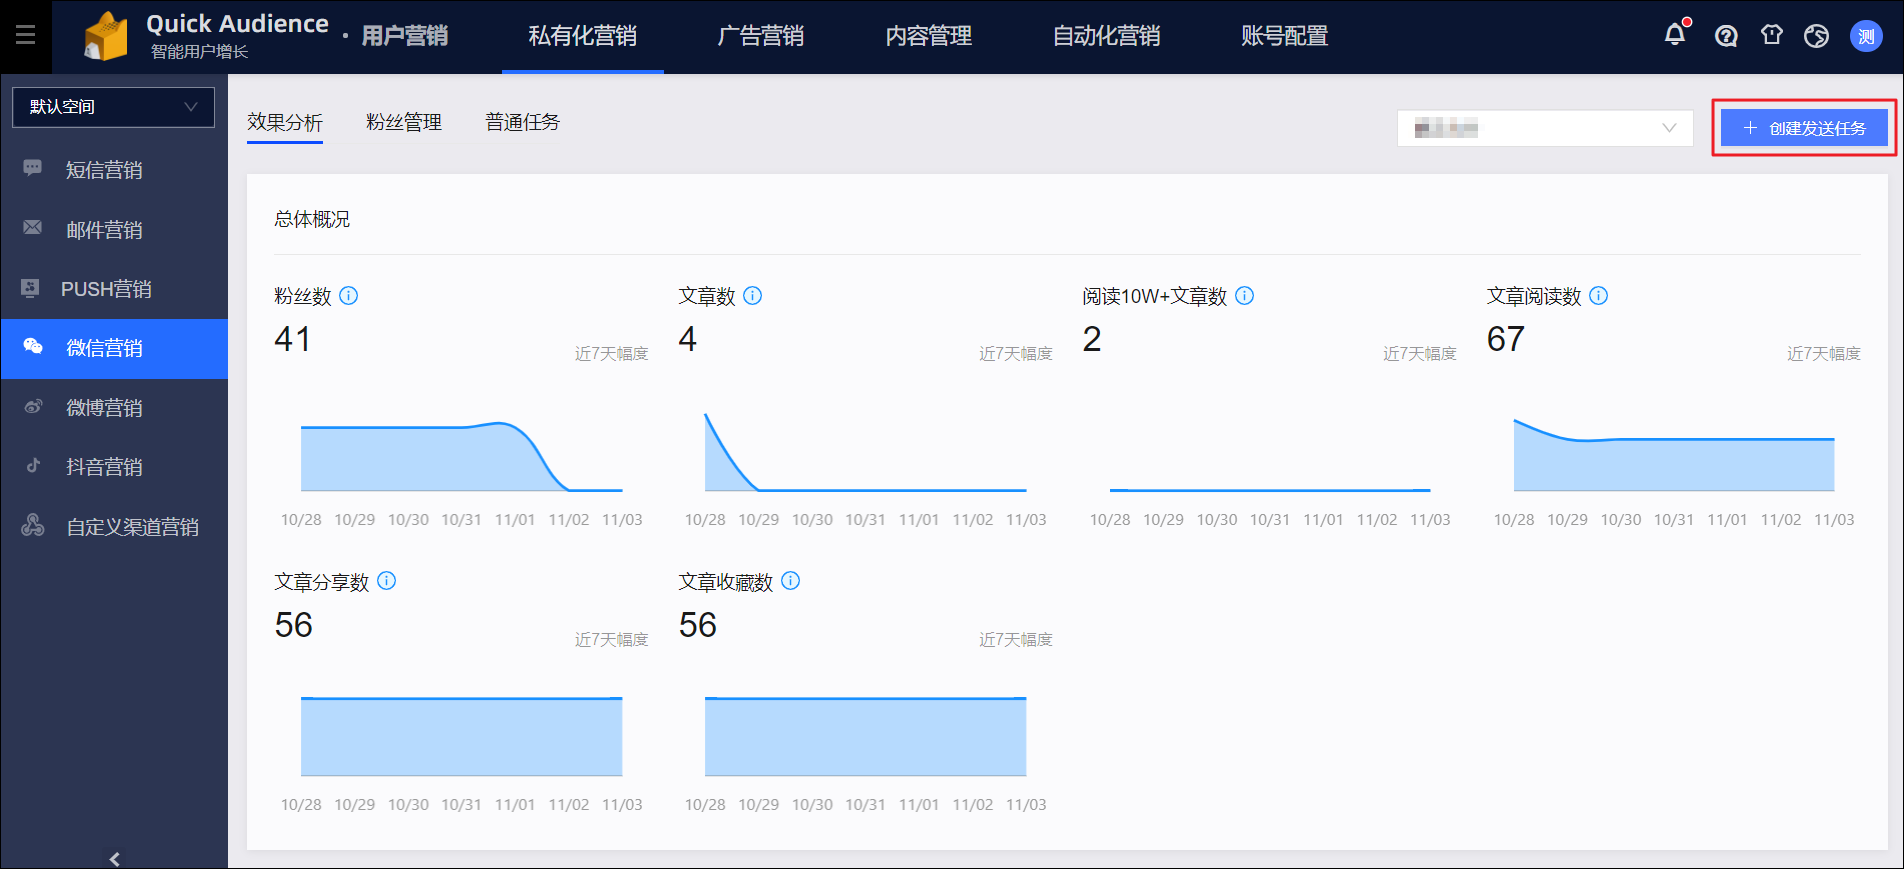 Quick Audience
智能用户增长
· 用户营销
私有化营销
广告营销
内容管理
自动化营销
账号配置
测
默认空间
短信营销
邮件营销
PUSH营销
微信营销
微博营销
抖音营销
自定义渠道营销
效果分析
粉丝管理
普通任务
+ 创建发送任务
总体概况
粉丝数
41
近7天幅度
10/28 10/29 10/30 10/31 11/01 11/02 11/03
文章数
4
近7天幅度
10/28 10/29 10/30 10/31 11/01 11/02 11/03
阅读10W+文章数
2
近7天幅度
10/28 10/29 10/30 10/31 11/01 11/02 11/03
文章阅读数
67
近7天幅度
10/28 10/29 10/30 10/31 11/01 11/02 11/03
文章分享数
56
近7天幅度
10/28 10/29 10/30 10/31 11/01 11/02 11/03
文章收藏数
56
近7天幅度
10/28 10/29 10/30 10/31 11/01 11/02 11/03